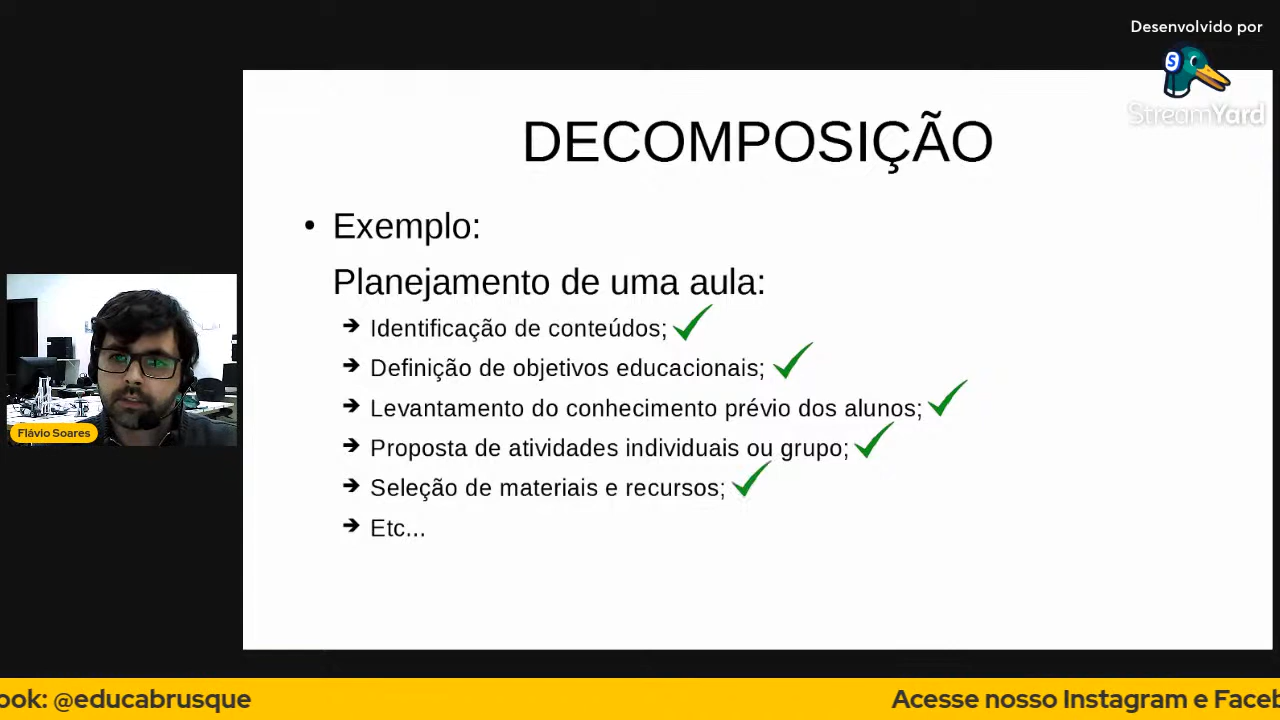 Desenvolvido por
StreamYard
DECOMPOSIÇÃO
• Exemplo:
Planejamento de uma aula:
➔ Identificação de conteúdos;
➔ Definição de objetivos educacionais;
➔ Levantamento do conhecimento prévio dos alunos;
➔ Proposta de atividades individuais ou grupo;
➔ Seleção de materiais e recursos;
➔ Etc...
Flávio Soares
ook: @educabrusque
Acesse nosso Instagram e Faceb